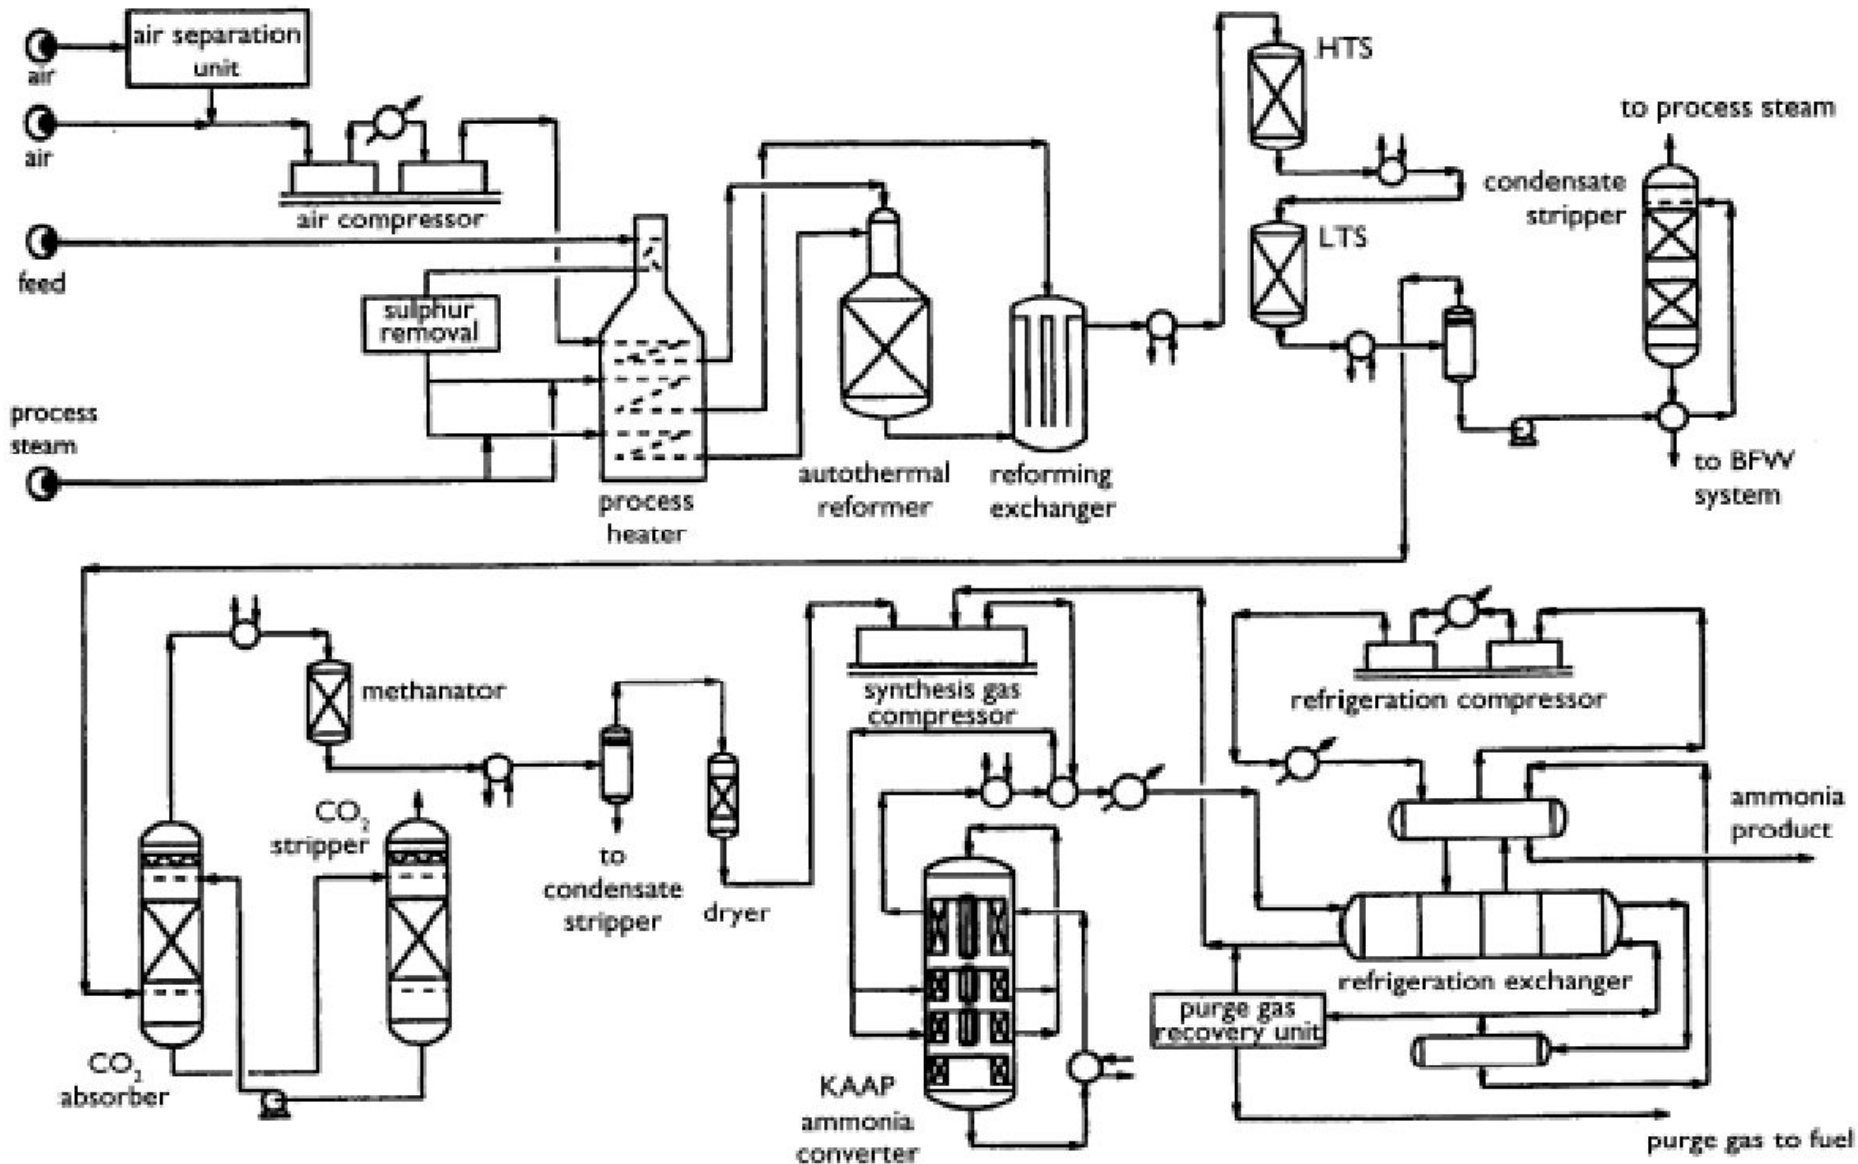 air separation
unit
air
air
air compressor
feed
sulphur
removal
process
steam
process
heater
autothermal
reformer
reforming
exchanger
HTS
LTS
to process steam
condensate
stripper
to BFW
system
methanator
CO2
stripper
CO2
absorber
to
condensate
stripper
dryer
synthesis gas
compressor
KAAP
ammonia
converter
refrigeration compressor
ammonia
product
refrigeration exchanger
purge gas
recovery unit
purge gas to fuel